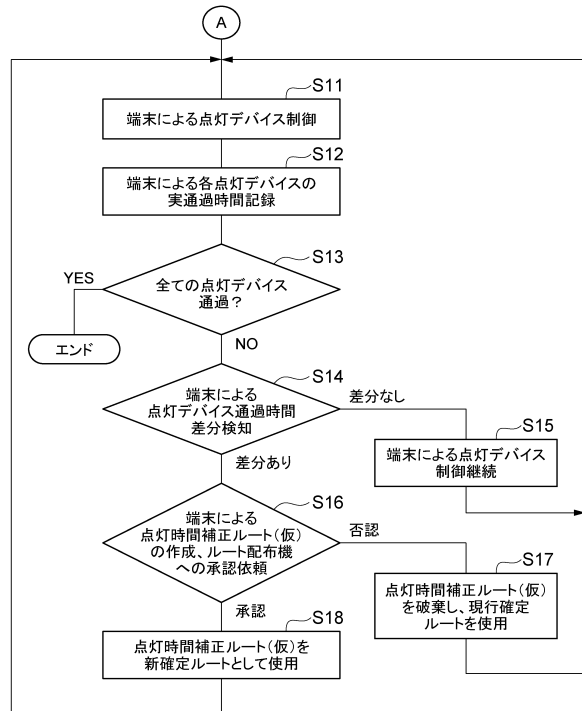 A
S11
端末による点灯デバイス制御
S12
端末による各点灯デバイスの
実通過時間記録
S13
全ての点灯デバイス
通過？
YES
エンド
NO
S14
端末による
点灯デバイス通過時間
差分検知
差分なし
S15
端末による点灯デバイス
制御継続
差分あり
S16
端末による
点灯時間補正ルート(仮)
の作成、ルート配布機
への承認依頼
否認
S17
点灯時間補正ルート(仮)
を破棄し、現行確定
ルートを使用
承認
S18
点灯時間補正ルート(仮)を
新確定ルートとして使用